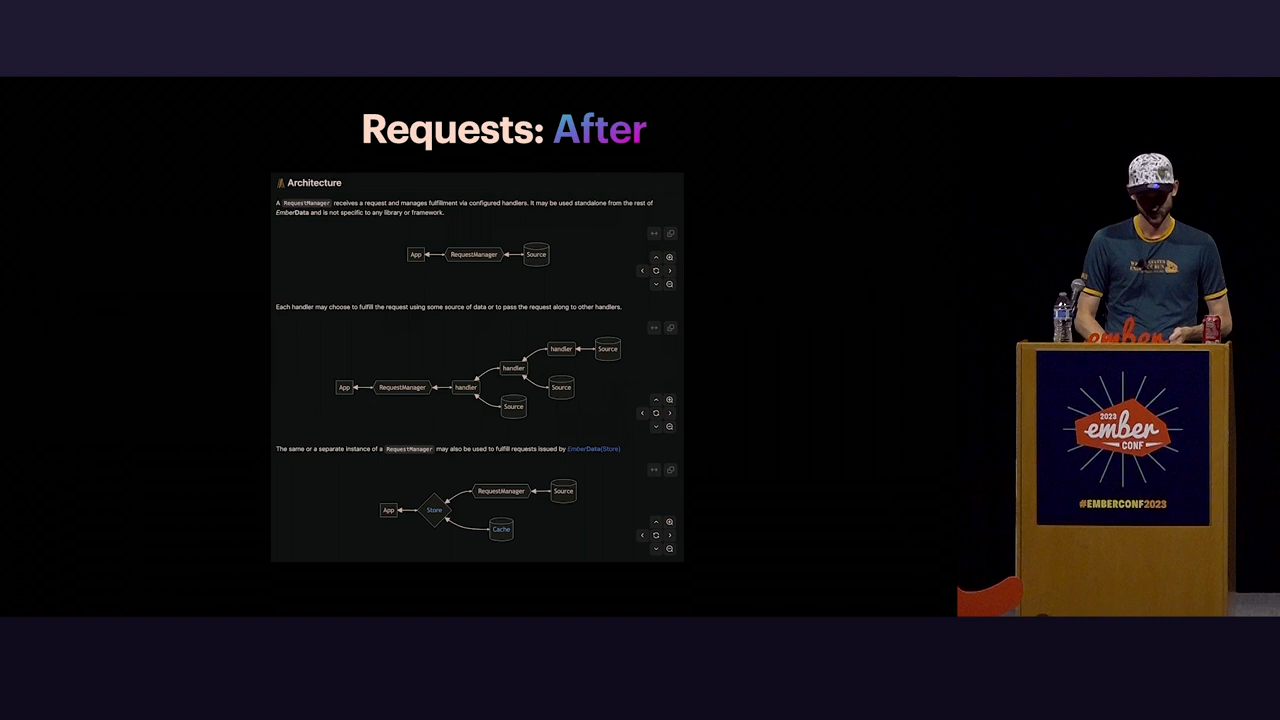 Requests: After
Architecture
A RequestManager receives a request and manages fulfillment via configured handlers. It may be used standalone from the rest of
EmberData and is not specific to any library or framework.
App
RequestManager
Source
Each handler may choose to fulfill the request using some source of data or to pass the request along to other handlers.
handler
Source
handler
App
RequestManager
handler
Source
Source
The same or a separate instance of a RequestManager may also be used to fulfill requests issued by EmberData(Store)
RequestManager
Source
App
Store
Cache
ember
2023
ember
CONF
#EMBERCONF2023